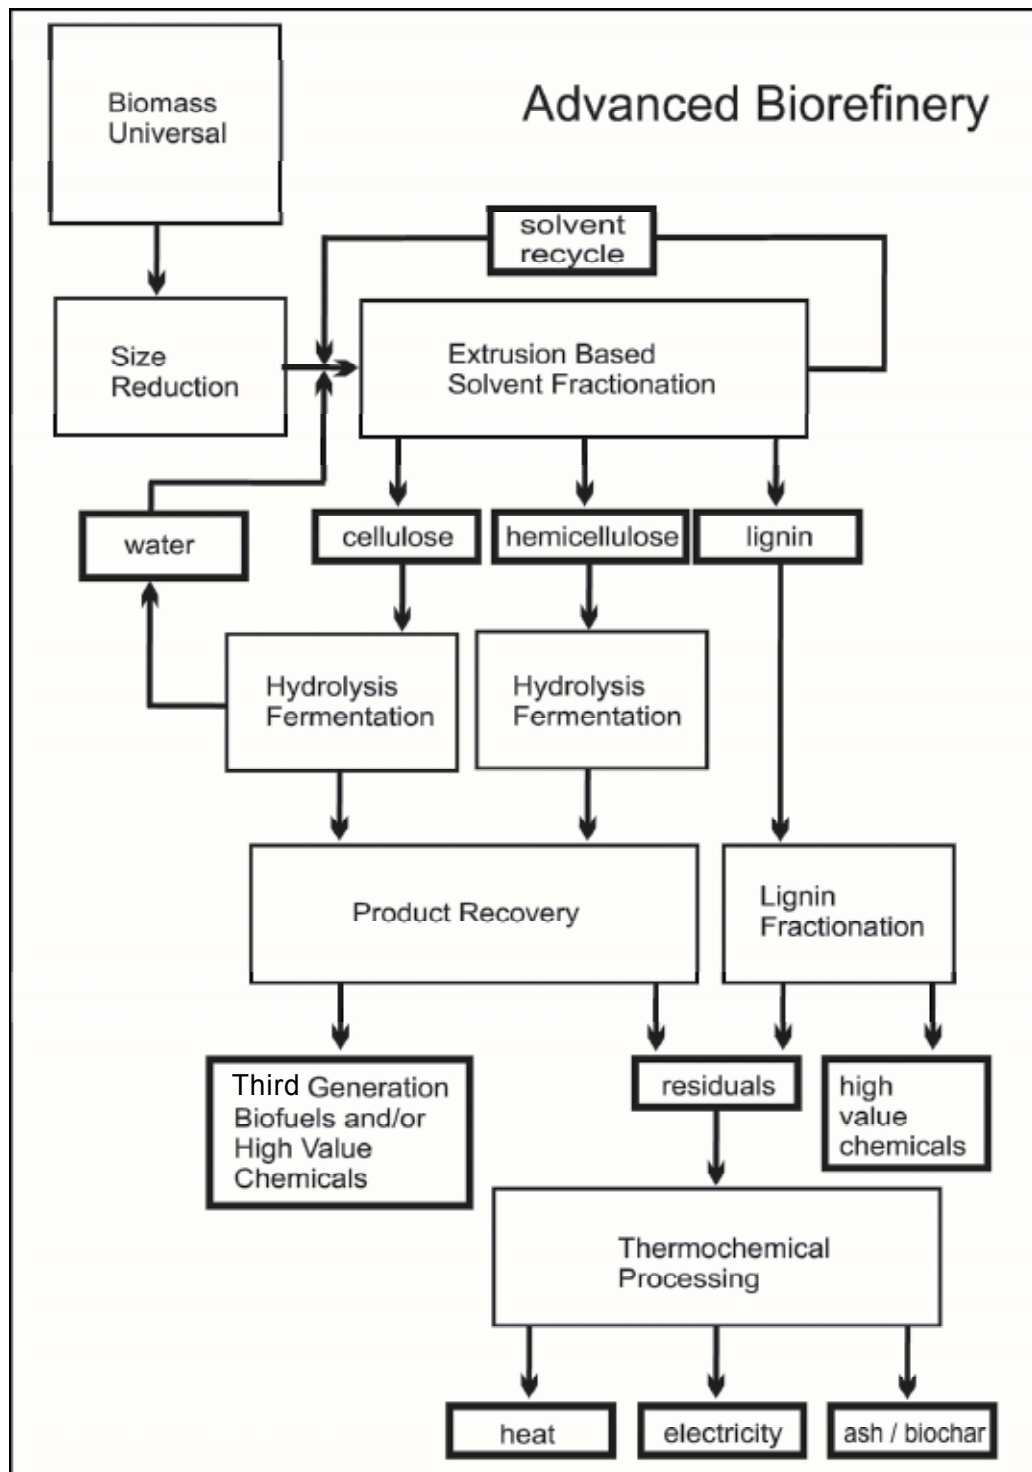 Biomass
Universal
Advanced Biorefinery
solvent
recycle
Size
Reduction
Extrusion Based
Solvent Fractionation
water
cellulose
hemicellulose
lignin
Hydrolysis
Fermentation
Hydrolysis
Fermentation
Product Recovery
Lignin
Fractionation
Third Generation
Biofuels and/or
High Value
Chemicals
residuals
high
value
chemicals
Thermochemical
Processing
heat
electricity
ash / biochar